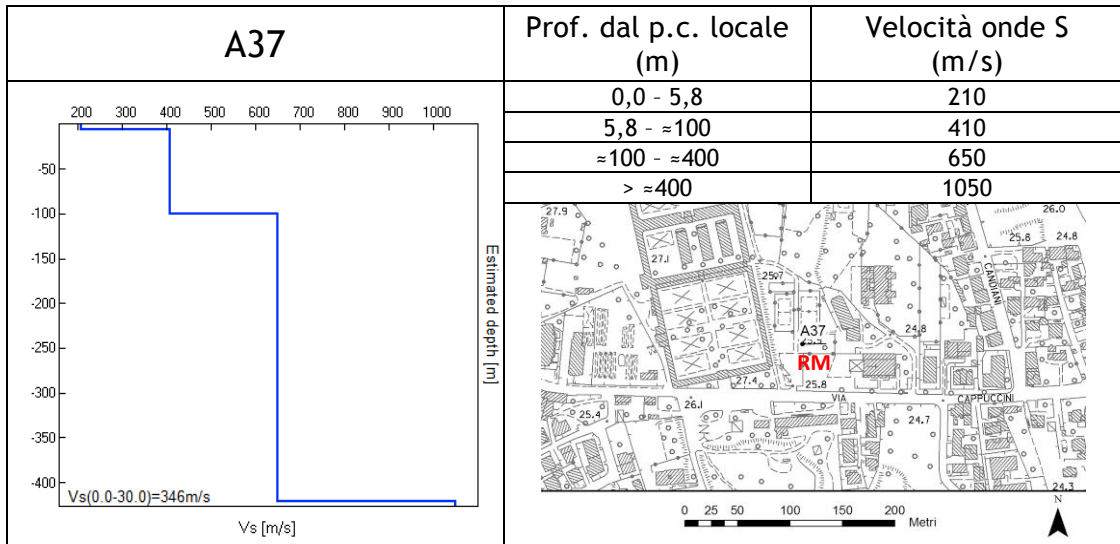 A37
Prof. dal p.c. locale
(m)
Velocità onde S
(m/s)
0,0 - 5,8 210
5,8 - ≈100 410
≈100 - ≈400 650
> ≈400 1050
200 300 400 500 600 700 800 900 1000
-50
-100
-150
-200
-250
-300
-350
-400
Estimated depth [m]
Vs(0.0-30.0)=346m/s
Vs [m/s]
27.9
26.0
25.8
24.8
27.1
25.7
CANDIANI
A37
24.8
RM
27.4
25.8
VIA
CAPPUCCINI
26.1
25.4
24.7
24.3
0 25 50 100 150 200
Metri
N